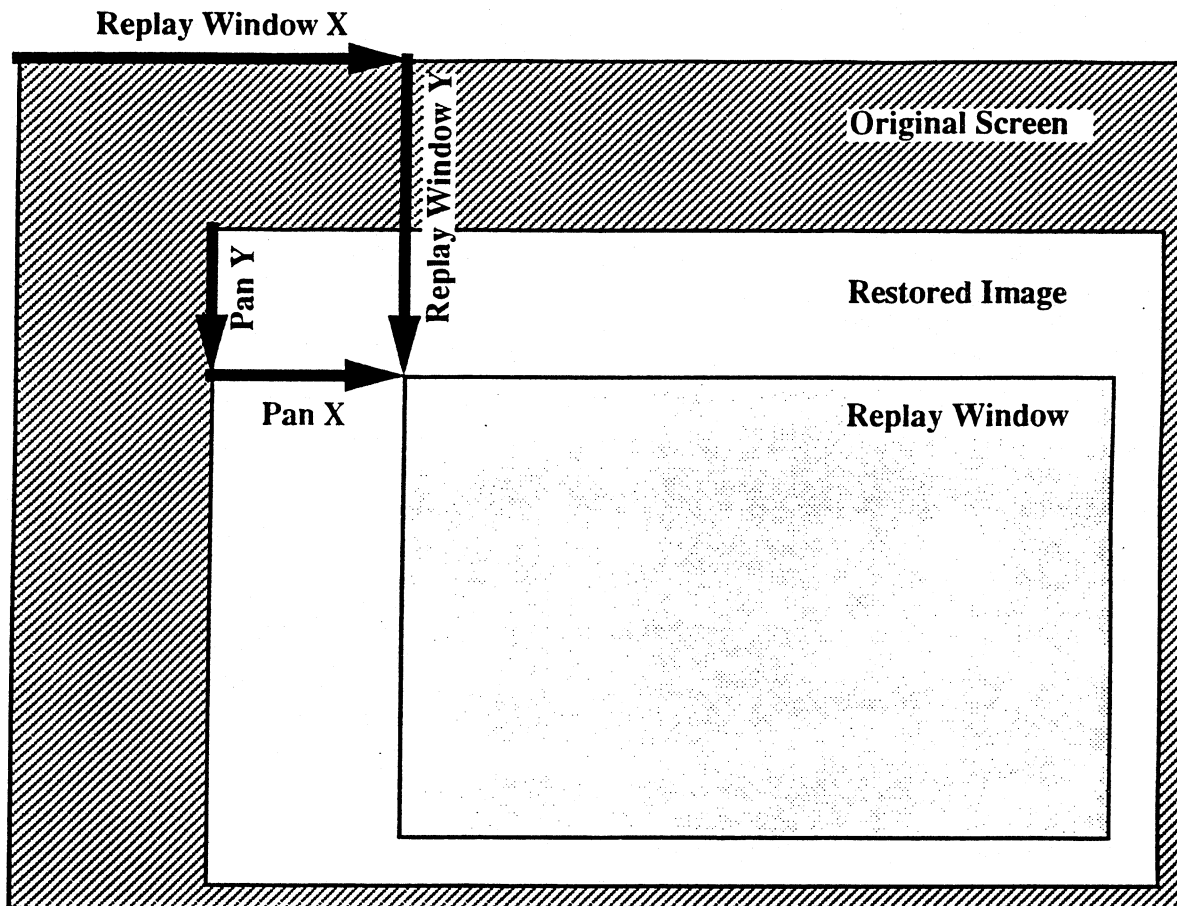 Replay Window X
Replay Window Y
Original Screen
Pan Y
Restored Image
Pan X
Replay Window